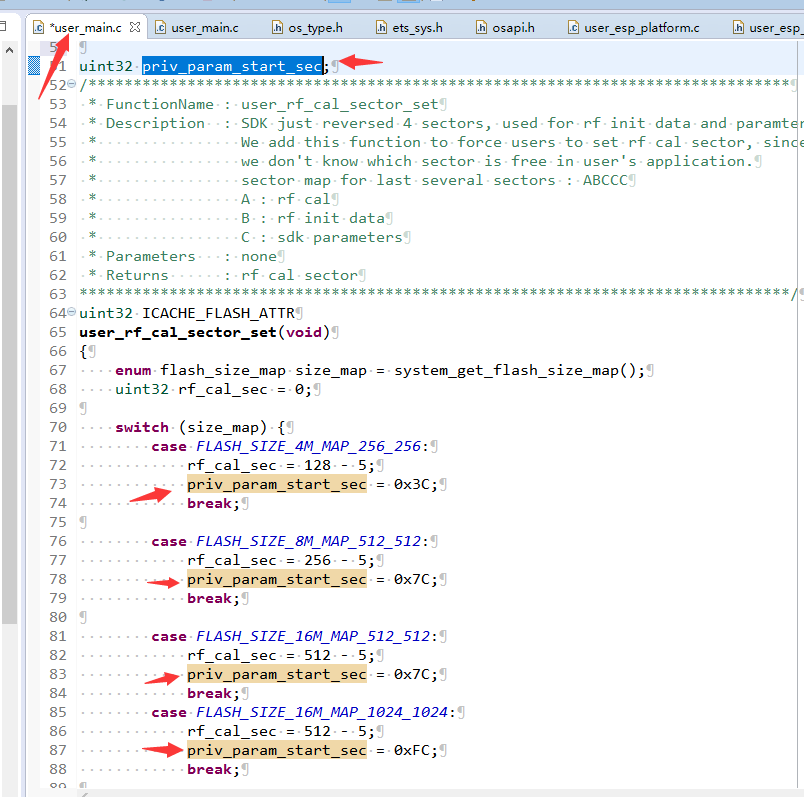 *user_main.c user_main.c os_type.h ets_sys.h osapi.h user_esp_platform.c user_esp_
51 uint32 priv_param_start_sec;
52 /******************************************************************************
53 * FunctionName : user_rf_cal_sector_set
54 * Description : SDK just reversed 4 sectors, used for rf init data and paramter
55 * We add this function to force users to set rf cal sector, since
56 * we don't know which sector is free in user's application.
57 * sector map for last several sectors : ABCCC
58 * A : rf cal
59 * B : rf init data
60 * C : sdk parameters
61 * Parameters : none
62 * Returns : rf cal sector
63 *******************************************************************************/
64 uint32 ICACHE_FLASH_ATTR
65 user_rf_cal_sector_set(void)
66 {
67 enum flash_size_map size_map = system_get_flash_size_map();
68 uint32 rf_cal_sec = 0;
69
70 switch (size_map) {
71 case FLASH_SIZE_4M_MAP_256_256:
72 rf_cal_sec = 128 - 5;
73 priv_param_start_sec = 0x3C;
74 break;
75
76 case FLASH_SIZE_8M_MAP_512_512:
77 rf_cal_sec = 256 - 5;
78 priv_param_start_sec = 0x7C;
79 break;
80
81 case FLASH_SIZE_16M_MAP_512_512:
82 rf_cal_sec = 512 - 5;
83 priv_param_start_sec = 0x7C;
84 break;
85 case FLASH_SIZE_16M_MAP_1024_1024:
86 rf_cal_sec = 512 - 5;
87 priv_param_start_sec = 0xFC;
88 break;
89